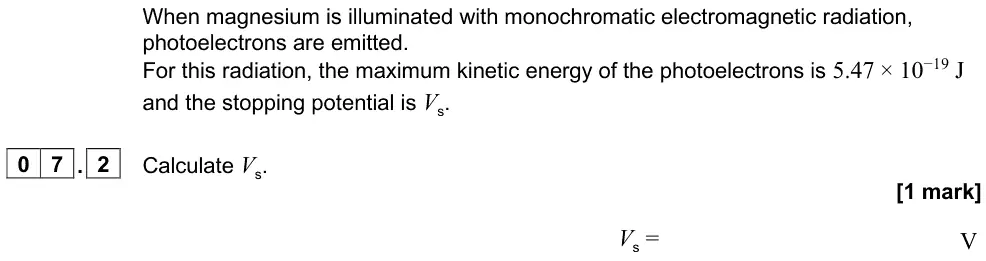 When magnesium is illuminated with monochromatic electromagnetic radiation,
photoelectrons are emitted.
For this radiation, the maximum kinetic energy of the photoelectrons is 5.47 × 10⁻¹⁹ J
and the stopping potential is Vₛ.
0 7 . 2 Calculate Vₛ.
[1 mark]
Vₛ = V